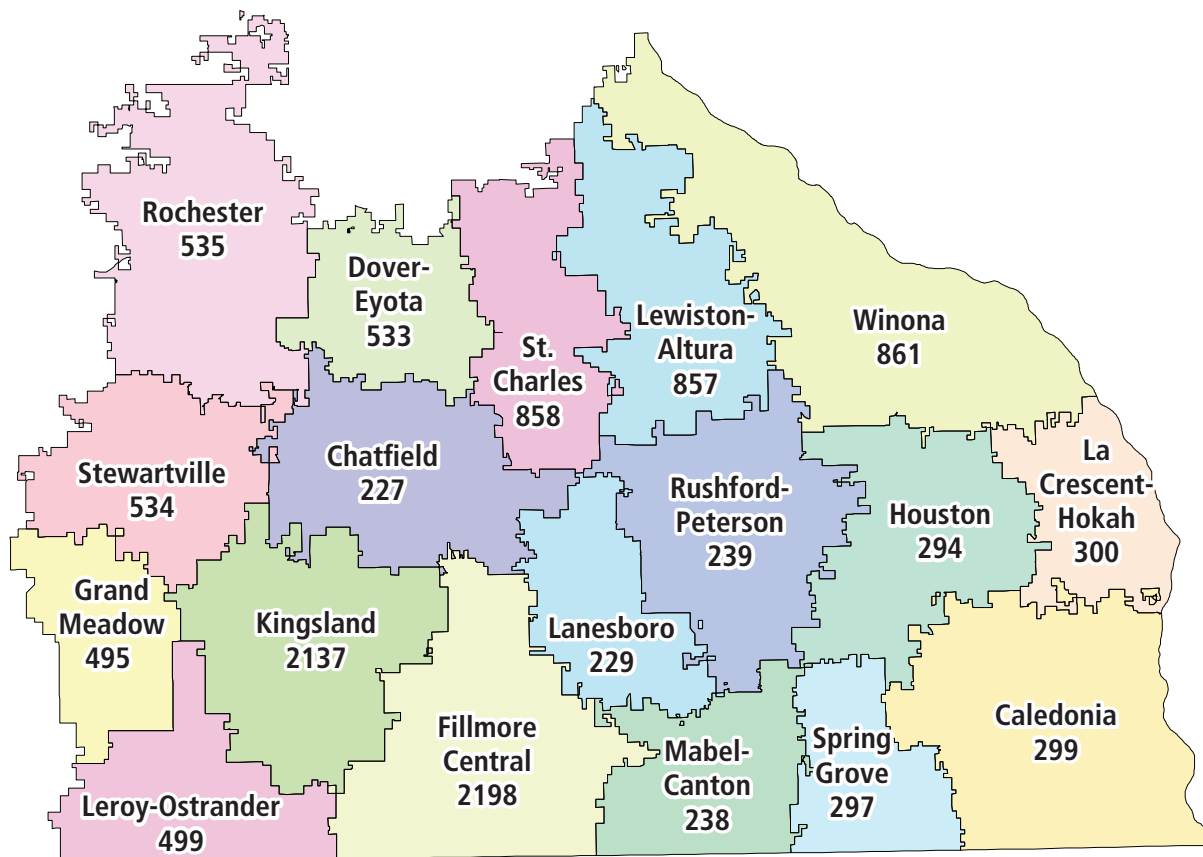 Rochester
535
Dover-
Eyota
533
St.
Charles
858
Lewiston-
Altura
857
Winona
861
Stewartville
534
Chatfield
227
Rushford-
Peterson
239
Houston
294
La
Crescent-
Hokah
300
Grand
Meadow
495
Kingsland
2137
Lanesboro
229
Fillmore
Central
2198
Mabel-
Canton
238
Spring
Grove
297
Caledonia
299
Leroy-Ostrander
499